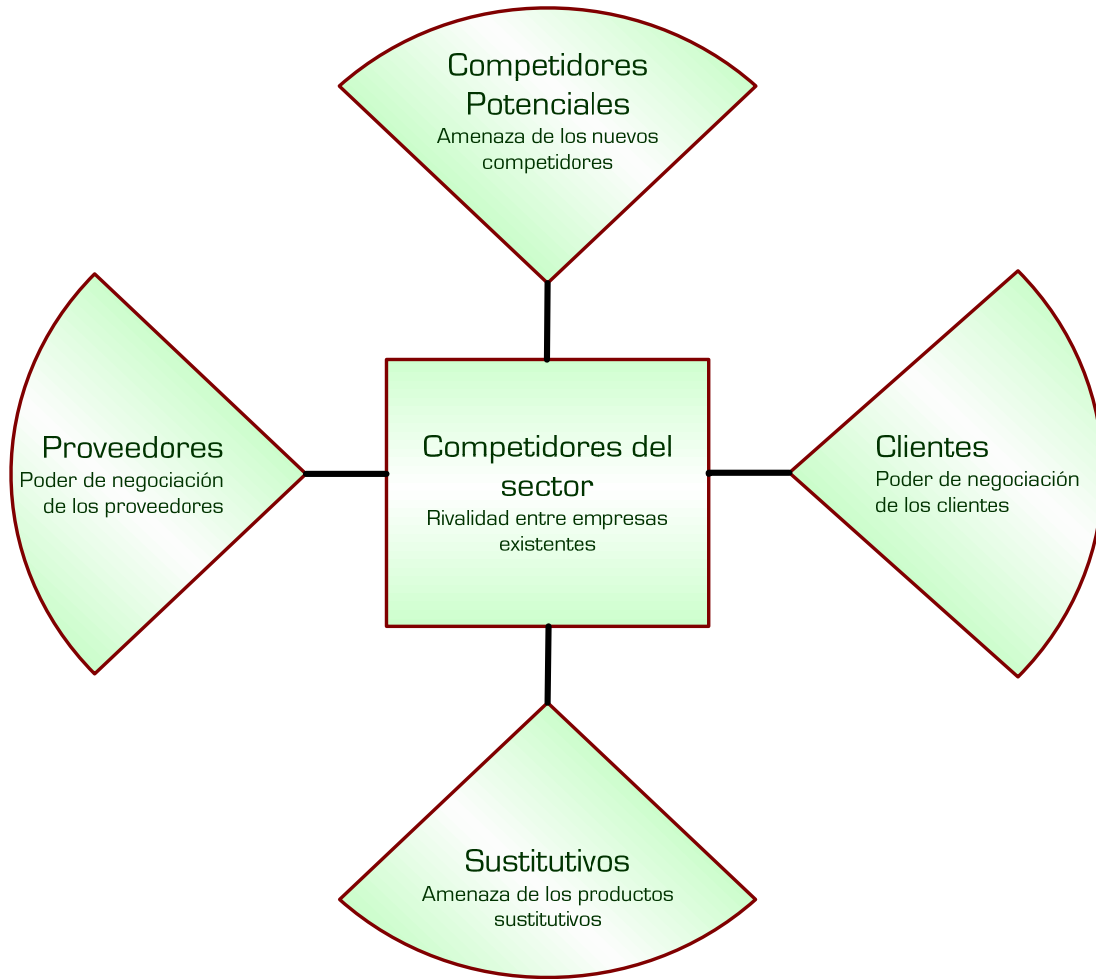 Competidores
Potenciales
Amenaza de los nuevos
competidores
Proveedores
Poder de negociación
de los proveedores
Competidores del
sector
Rivalidad entre empresas
existentes
Clientes
Poder de negociación
de los clientes
Sustitutivos
Amenaza de los productos
sustitutivos